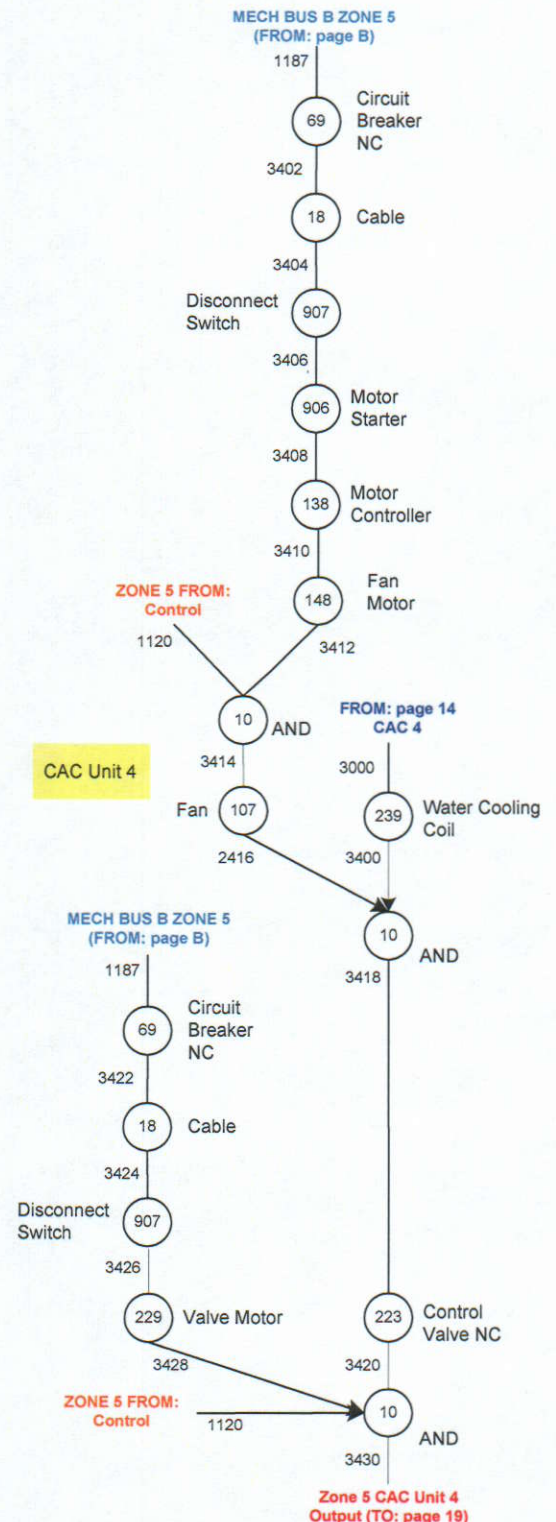 MECH BUS B ZONE 5
(FROM: page B)
1187
69
Circuit
Breaker
NC
3402
18
Cable
3404
Disconnect
Switch
907
3406
906
Motor
Starter
3408
138
Motor
Controller
3410
148
Fan
Motor
ZONE 5 FROM:
Control
1120
3412
10
AND
FROM: page 14
CAC 4
3414
3000
CAC Unit 4
Fan
107
239
Water Cooling
Coil
2416
3400
MECH BUS B ZONE 5
(FROM: page B)
10
AND
1187
3418
69
Circuit
Breaker
NC
3422
18
Cable
3424
Disconnect
Switch
907
3426
229
Valve Motor
223
Control
Valve NC
3428
3420
ZONE 5 FROM:
Control
1120
10
AND
3430
Zone 5 CAC Unit 4
Output (TO: page 19)